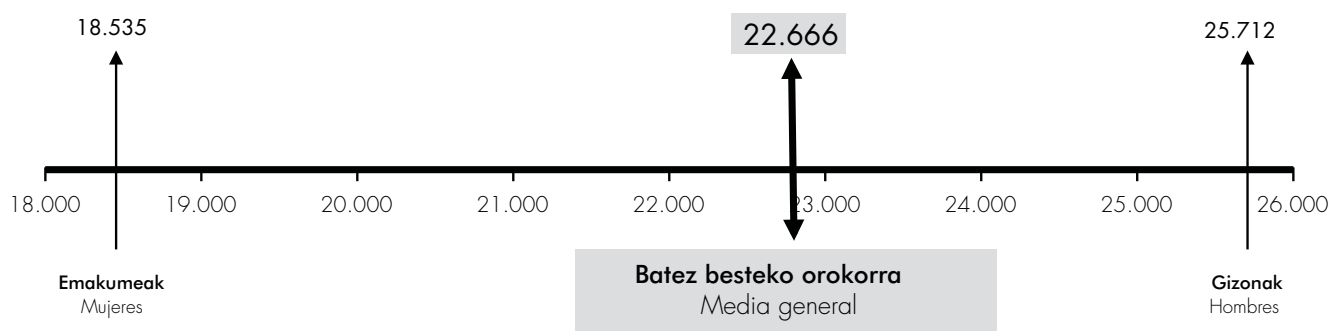 18.535
22.666
25.712
18.000 19.000 20.000 21.000 22.000 23.000 24.000 25.000 26.000
Emakumeak
Mujeres
Batez besteko orokorra
Media general
Gizonak
Hombres